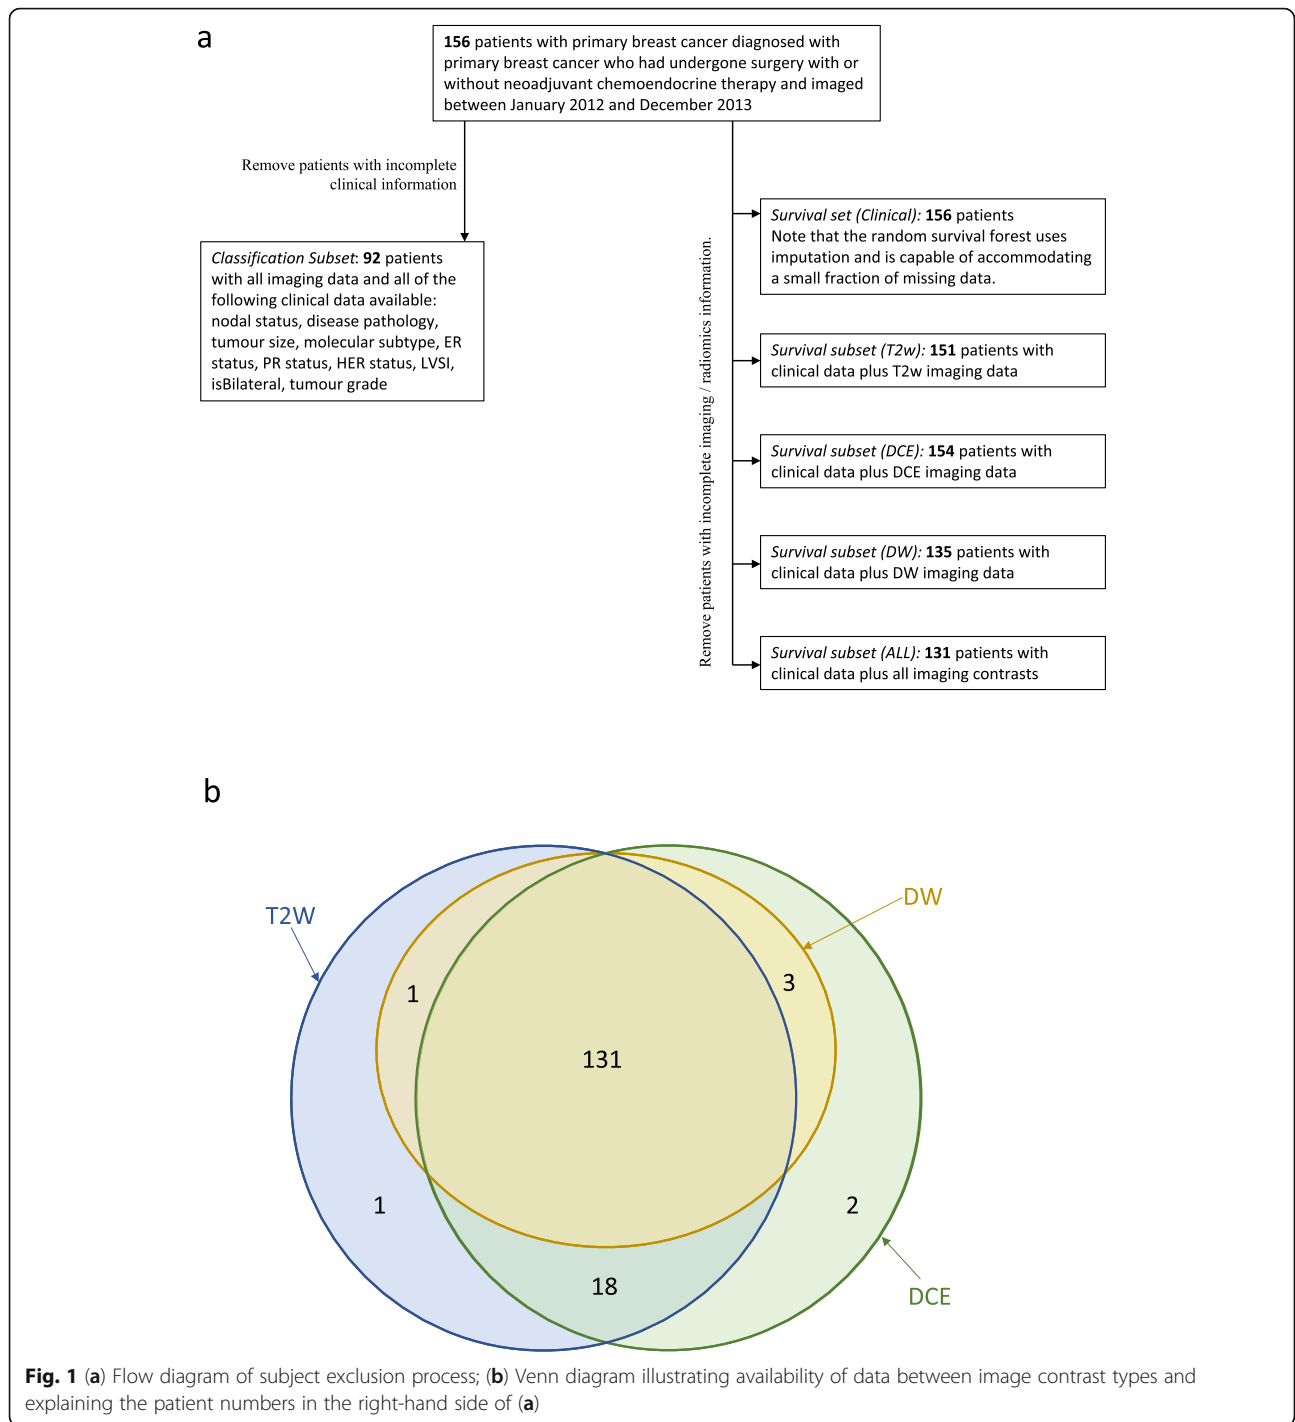 a
156 patients with primary breast cancer diagnosed with
primary breast cancer who had undergone surgery with or
without neoadjuvant chemoendocrine therapy and imaged
between January 2012 and December 2013
Remove patients with incomplete
clinical information
Classification Subset: 92 patients
with all imaging data and all of the
following clinical data available:
nodal status, disease pathology,
tumour size, molecular subtype, ER
status, PR status, HER status, LVSI,
isBilateral, tumour grade
Remove patients with incomplete imaging / radiomics information.
Survival set (Clinical): 156 patients
Note that the random survival forest uses
imputation and is capable of accommodating
a small fraction of missing data.
Survival subset (T2w): 151 patients with
clinical data plus T2w imaging data
Survival subset (DCE): 154 patients with
clinical data plus DCE imaging data
Survival subset (DW): 135 patients with
clinical data plus DW imaging data
Survival subset (ALL): 131 patients with
clinical data plus all imaging contrasts
b
T2W
DW
1
3
131
1
2
18
DCE
Fig. 1 (a) Flow diagram of subject exclusion process; (b) Venn diagram illustrating availability of data between image contrast types and
explaining the patient numbers in the right-hand side of (a)